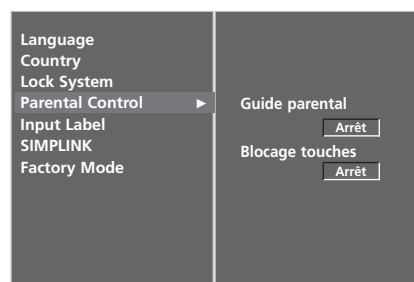 Language
Country
Lock System
Parental Control ►
Input Label
SIMPLINK
Factory Mode
Guide parental
Arrêt
Blocage touches
Arrêt